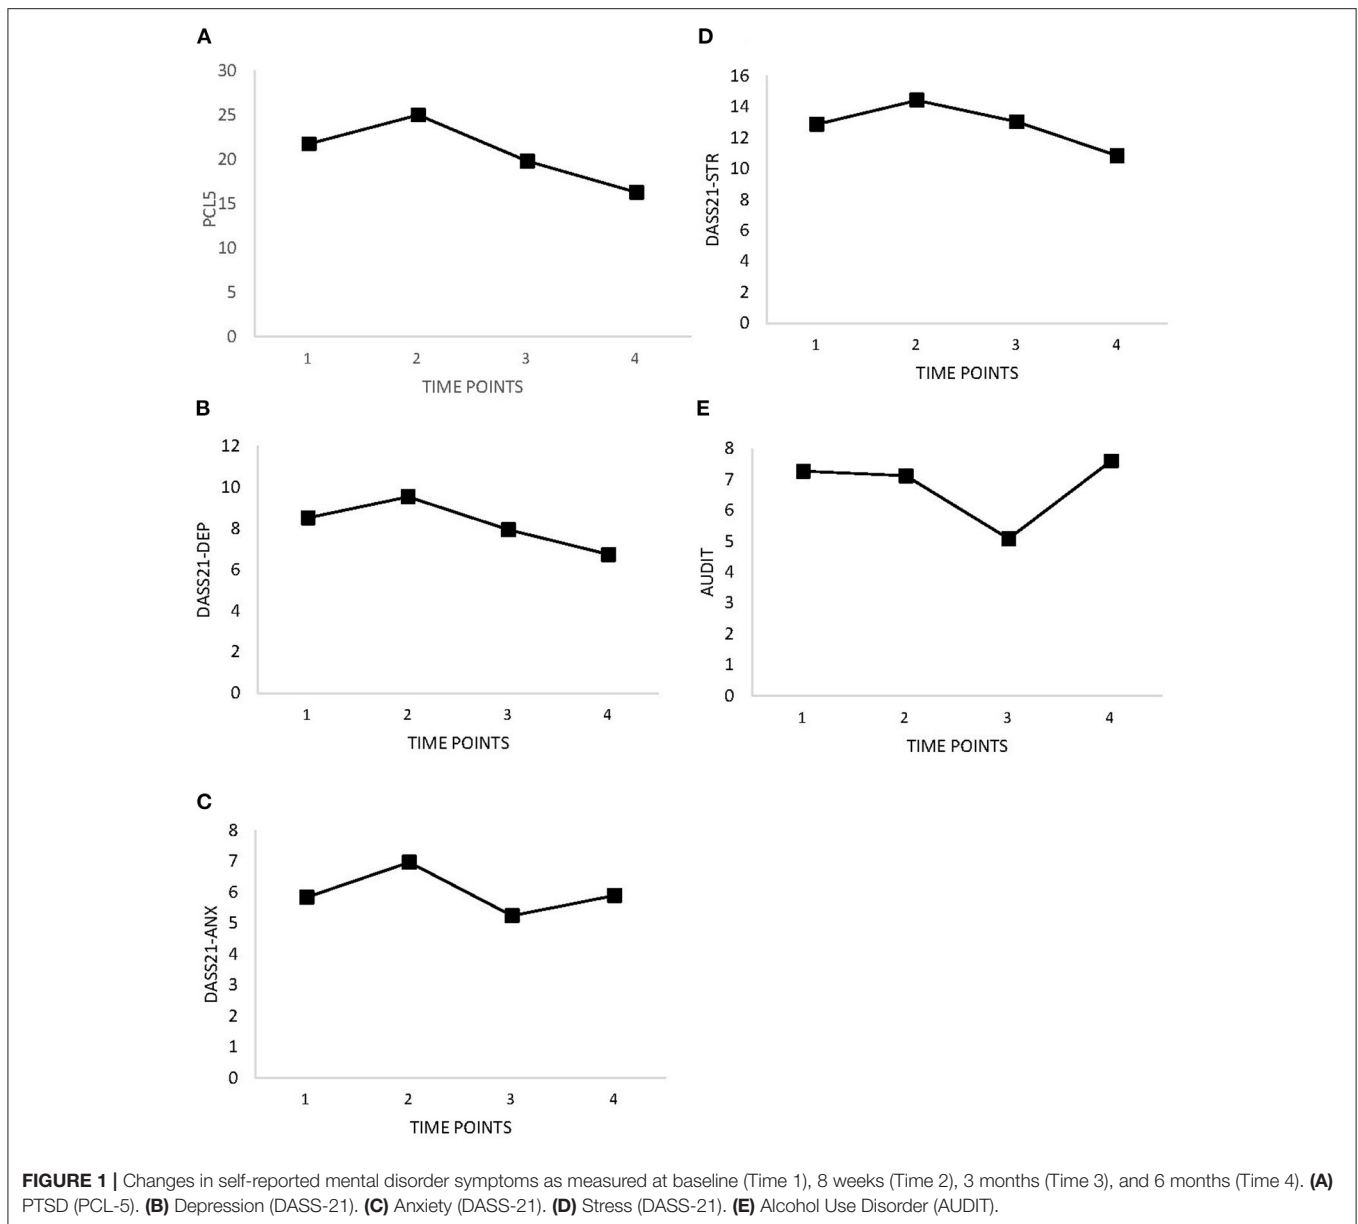 A
30
25
20
15
10
5
0
PCL5
1 2 3 4
TIME POINTS
D
16
14
12
10
8
6
4
2
0
DASS21-STR
1 2 3 4
TIME POINTS
B
12
10
8
6
4
2
0
DASS21-DEP
1 2 3 4
TIME POINTS
E
8
7
6
5
4
3
2
1
0
AUDIT
1 2 3 4
TIME POINTS
C
8
7
6
5
4
3
2
1
0
DASS21-ANX
1 2 3 4
TIME POINTS
FIGURE 1 | Changes in self-reported mental disorder symptoms as measured at baseline (Time 1), 8 weeks (Time 2), 3 months (Time 3), and 6 months (Time 4). (A)
PTSD (PCL-5). (B) Depression (DASS-21). (C) Anxiety (DASS-21). (D) Stress (DASS-21). (E) Alcohol Use Disorder (AUDIT).